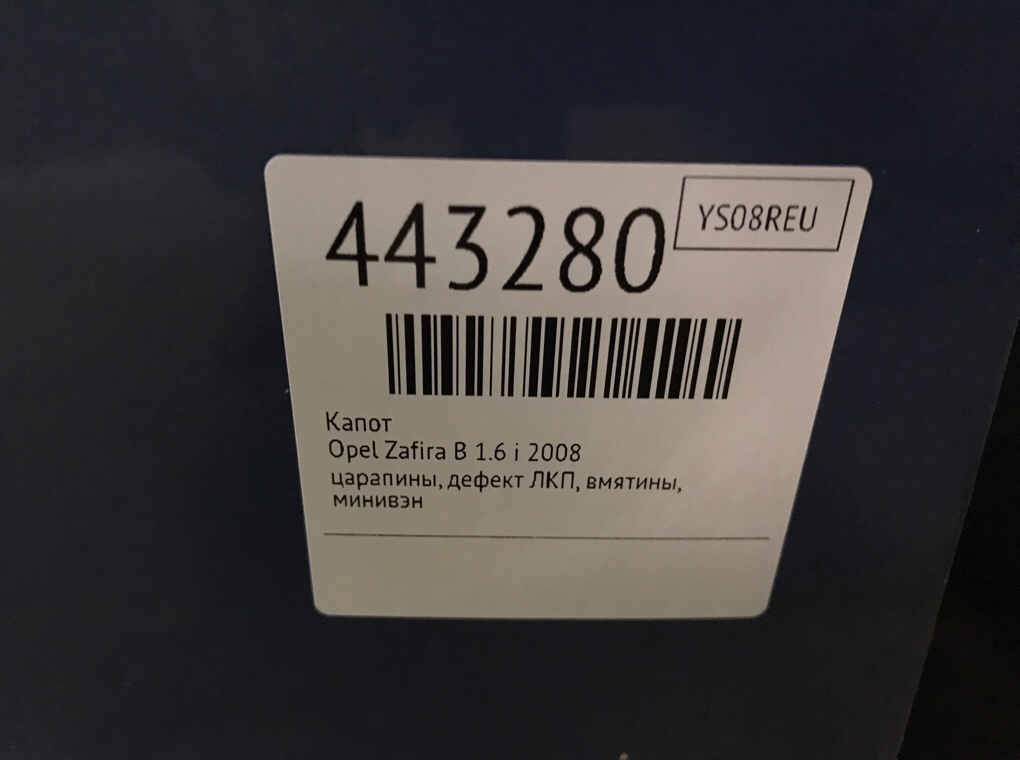 443280
YS08REU
Капот
Opel Zafira B 1.6 i 2008
царапины, дефект ЛКП, вмятины,
минивэн